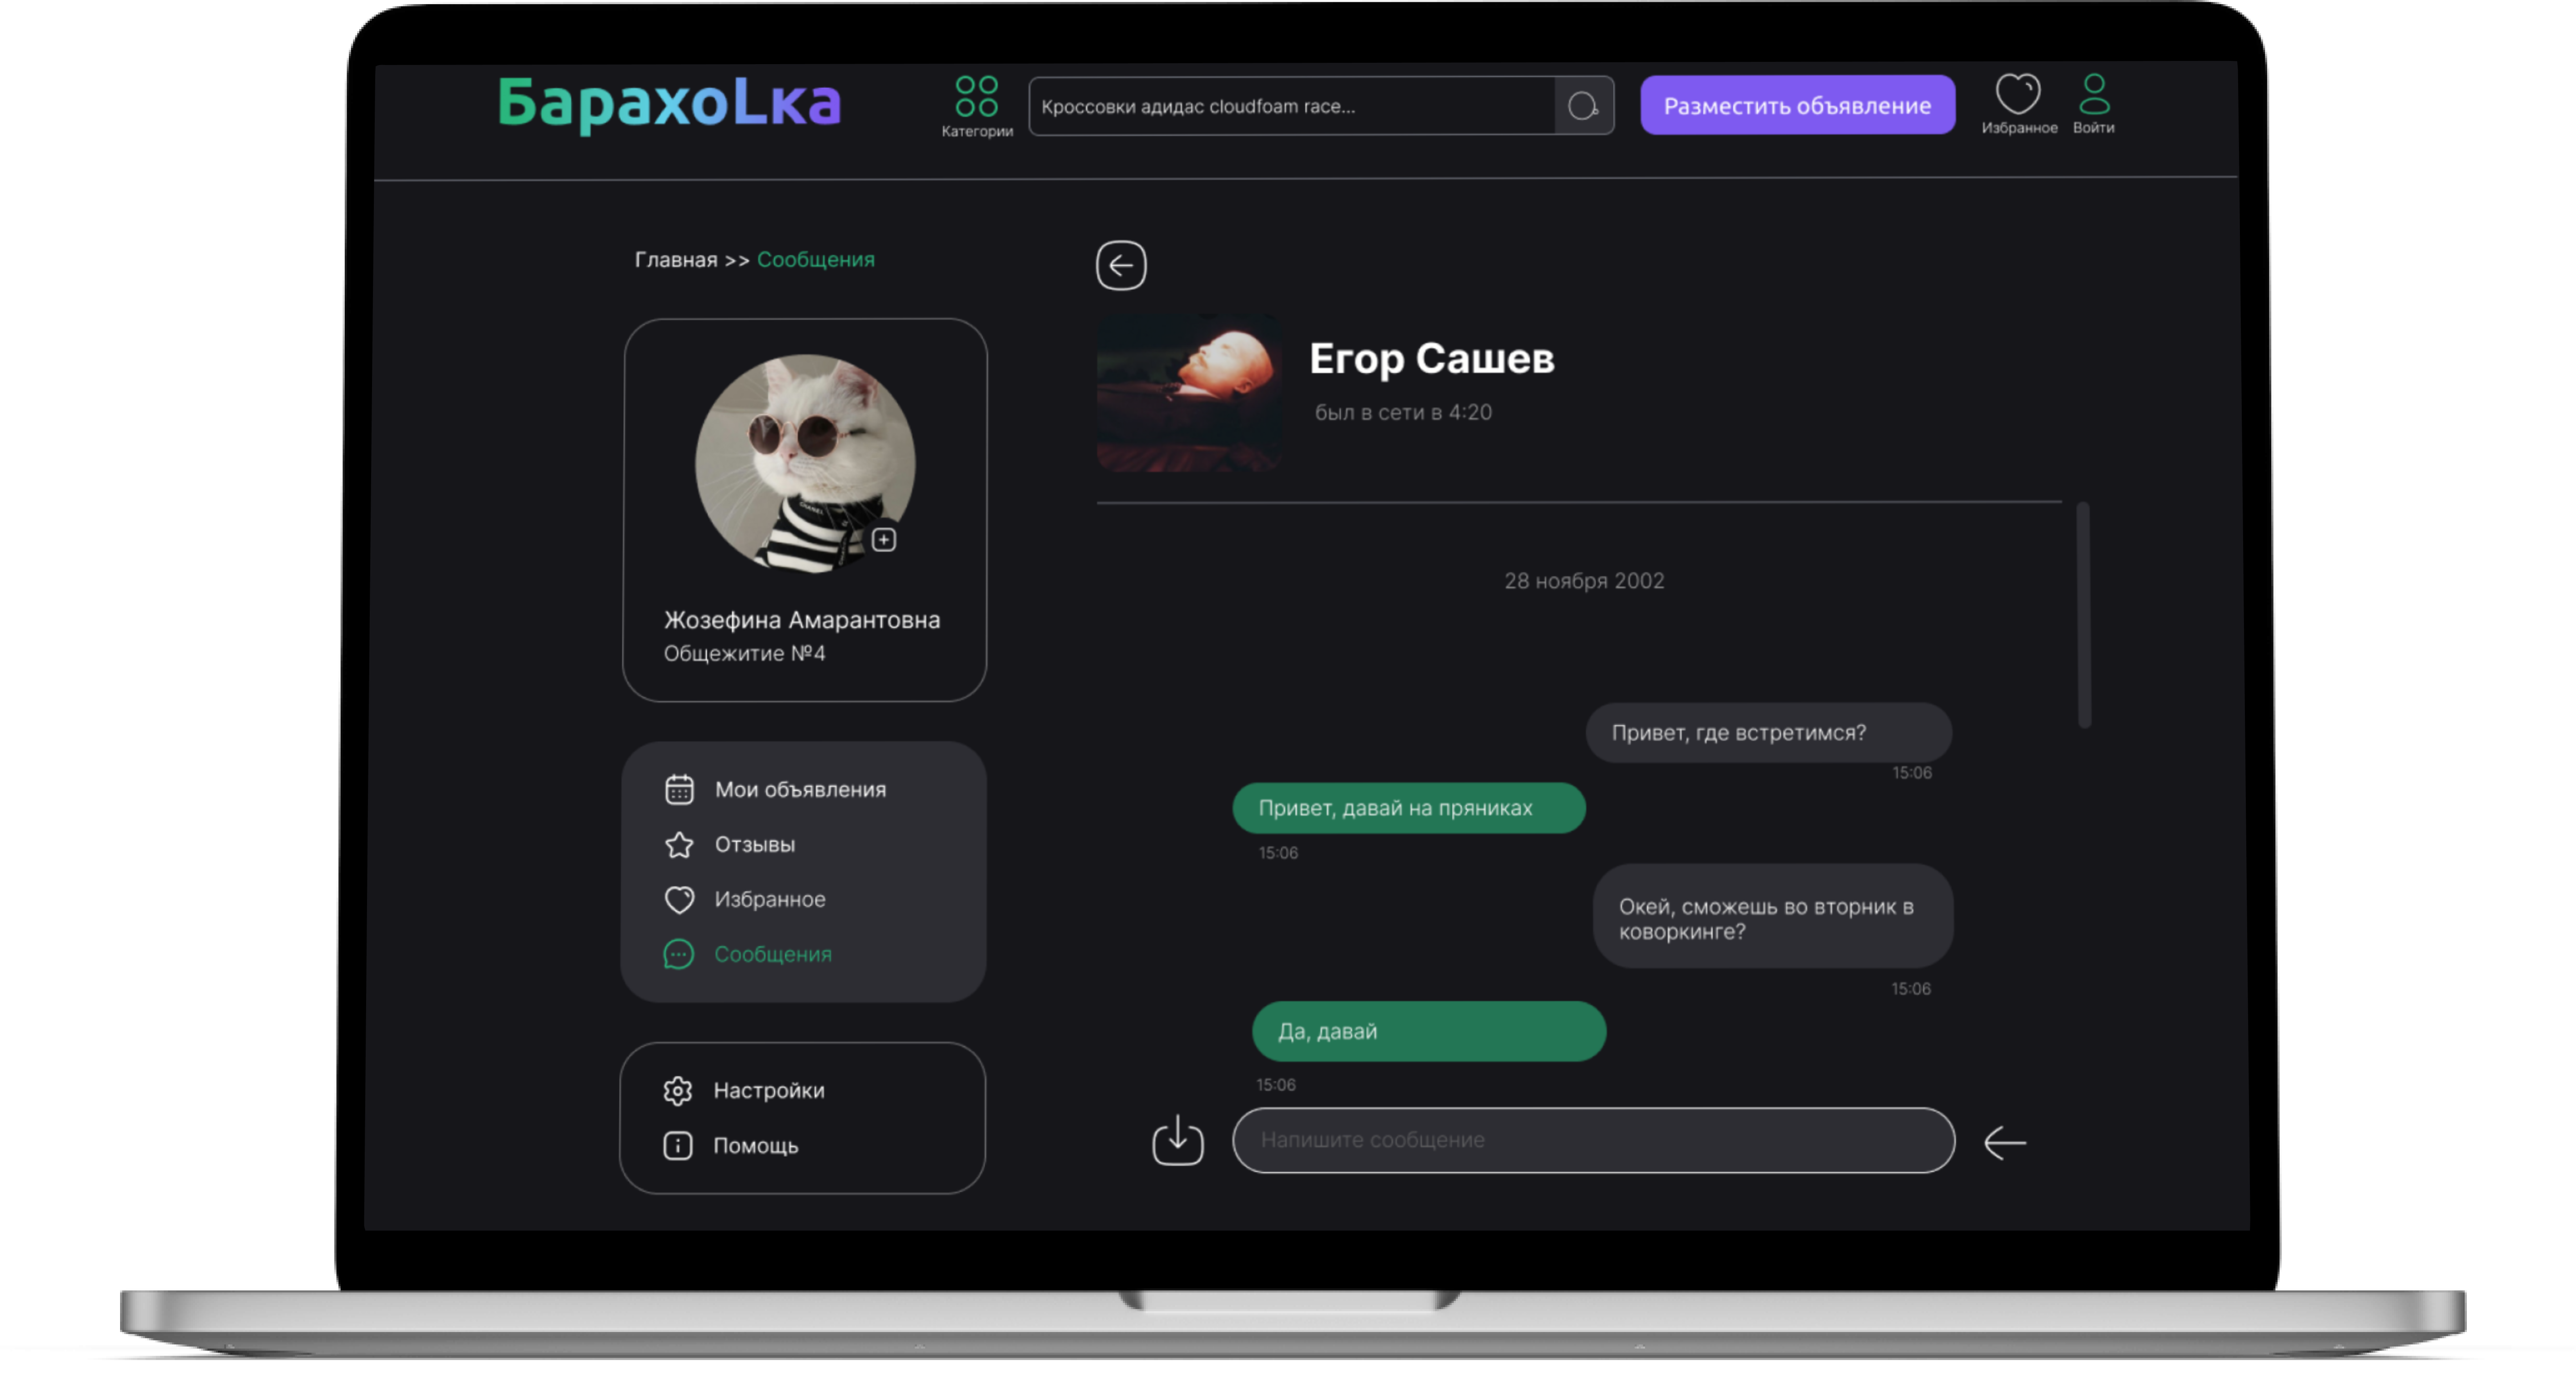 БарахоLка
Категории
Кроссовки адидас cloudfoam race...
Разместить объявление
Избранное
Войти
Главная >> Сообщения
Жозефина Амарантовна
Общежитие №4
Мои объявления
Отзывы
Избранное
Сообщения
Настройки
Помощь
Егор Сашев
был в сети в 4:20
28 ноября 2002
Привет, где встретимся?
15:06
Привет, давай на пряниках
15:06
Окей, сможешь во вторник в
коворкинге?
15:06
Да, давай
15:06
Напишите сообщение